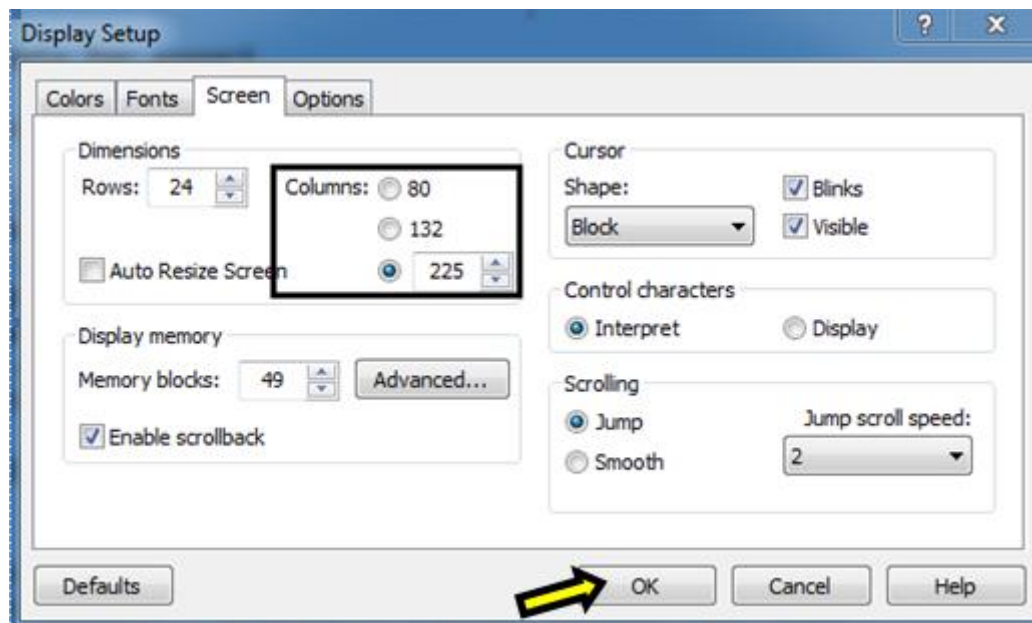 Display Setup
Colors Fonts Screen Options
Dimensions
Rows: 24
Columns: 80
132
Auto Resize Screen 225
Display memory
Memory blocks: 49 Advanced...
Enable scrollback
Cursor
Shape: Blinks
Block Visible
Control characters
Interpret Display
Scrolling
Jump Jump scroll speed:
Smooth 2
Defaults OK Cancel Help